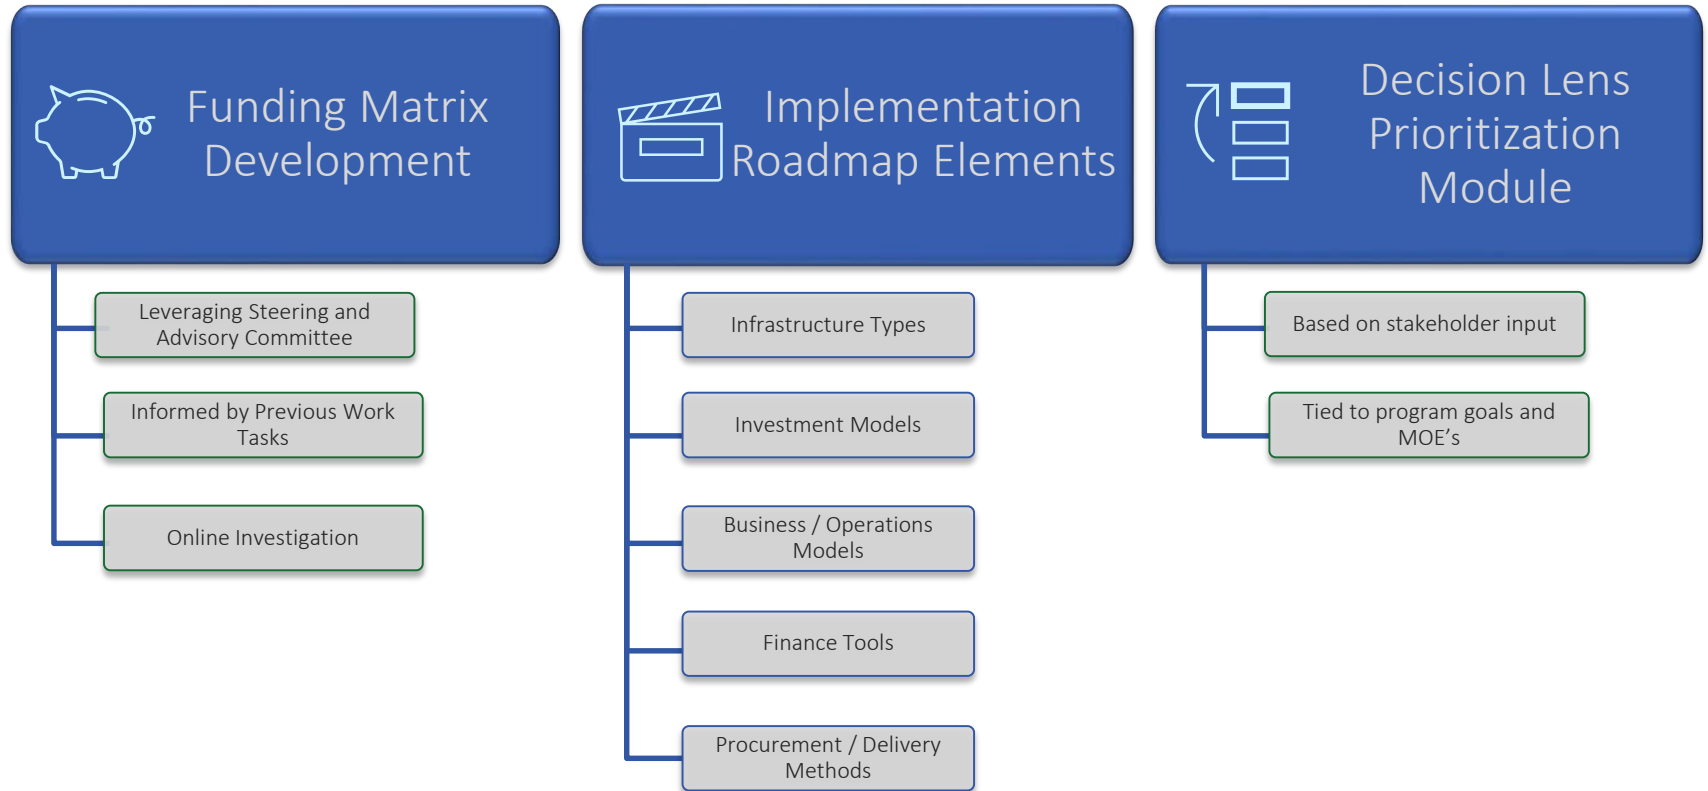 Funding Matrix
Development
Leveraging Steering and
Advisory Committee
Informed by Previous Work
Tasks
Online Investigation
Implementation
Roadmap Elements
Infrastructure Types
Investment Models
Business / Operations
Models
Finance Tools
Procurement / Delivery
Methods
Decision Lens
Prioritization
Module
Based on stakeholder input
Tied to program goals and
MOE’s